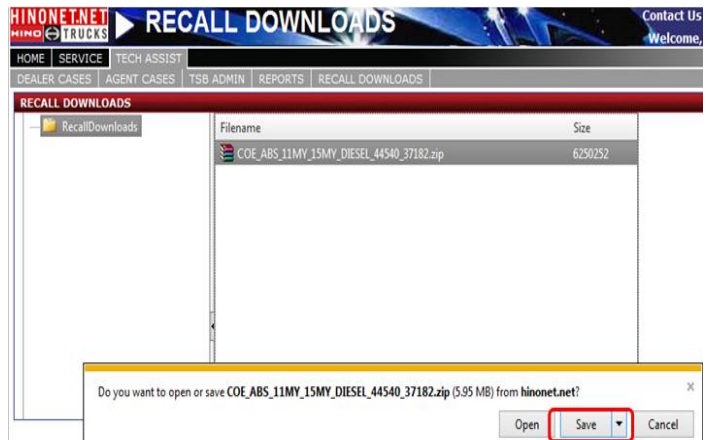 HINONET.NET
HINO TRUCKS
RECALL DOWNLOADS
Contact Us
Welcome,
HOME SERVICE TECH ASSIST
DEALER CASES AGENT CASES TSB ADMIN REPORTS RECALL DOWNLOADS
RECALL DOWNLOADS
RecallDownloads
Filename Size
COE_ABS_11MY_15MY_DIESEL_44540_37182.zip 6250252
Do you want to open or save COE_ABS_11MY_15MY_DIESEL_44540_37182.zip (5.95 MB) from hinonet.net?
Open Save Cancel